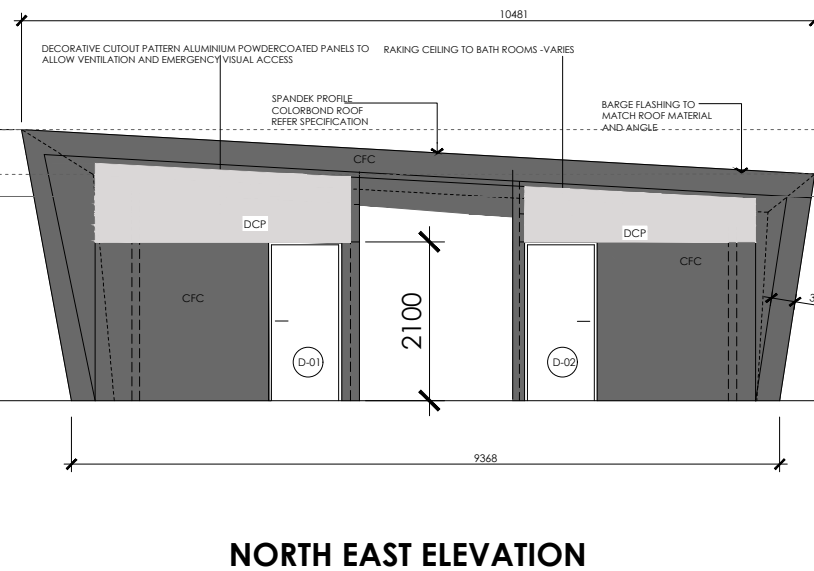 10481
DECORATIVE CUTOUT PATTERN ALUMINIUM POWDERCOATED PANELS TO
ALLOW VENTILATION AND EMERGENCY VISUAL ACCESS
RAKING CEILING TO BATH ROOMS -VARIES
SPANDEK PROFILE
COLORBOND ROOF
REFER SPECIFICATION
BARGE FLASHING TO
MATCH ROOF MATERIAL
AND ANGLE
CFC
DCP
DCP
CFC
CFC
3
2100
D-01
D-02
9368
NORTH EAST ELEVATION